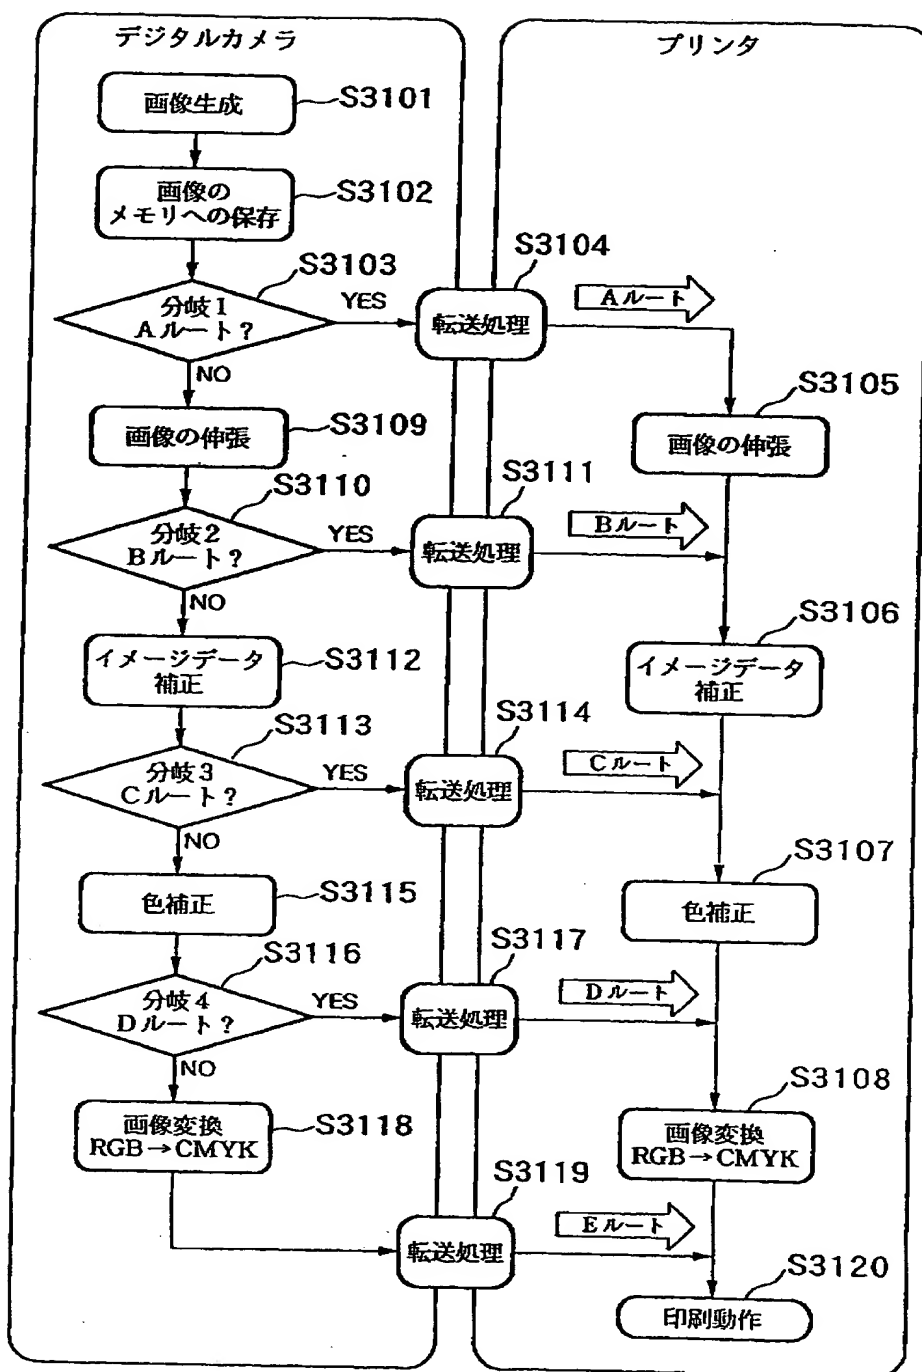 デジタルカメラ
プリンタ
画像生成
S3101
画像の
メモリへの保存
S3102
S3103
分岐1
Aルート?
YES
NO
S3104
転送処理
Aルート
S3105
画像の伸張
画像の伸張
S3109
S3110
分岐2
Bルート?
YES
NO
S3111
転送処理
Bルート
S3106
イメージデータ
補正
イメージデータ
補正
S3112
S3113
分岐3
Cルート?
YES
NO
S3114
転送処理
Cルート
S3107
色補正
色補正
S3115
S3116
分岐4
Dルート?
YES
NO
S3117
転送処理
Dルート
S3108
画像変換
RGB→CMYK
画像変換
RGB→CMYK
S3118
S3119
転送処理
Eルート
S3120
印刷動作